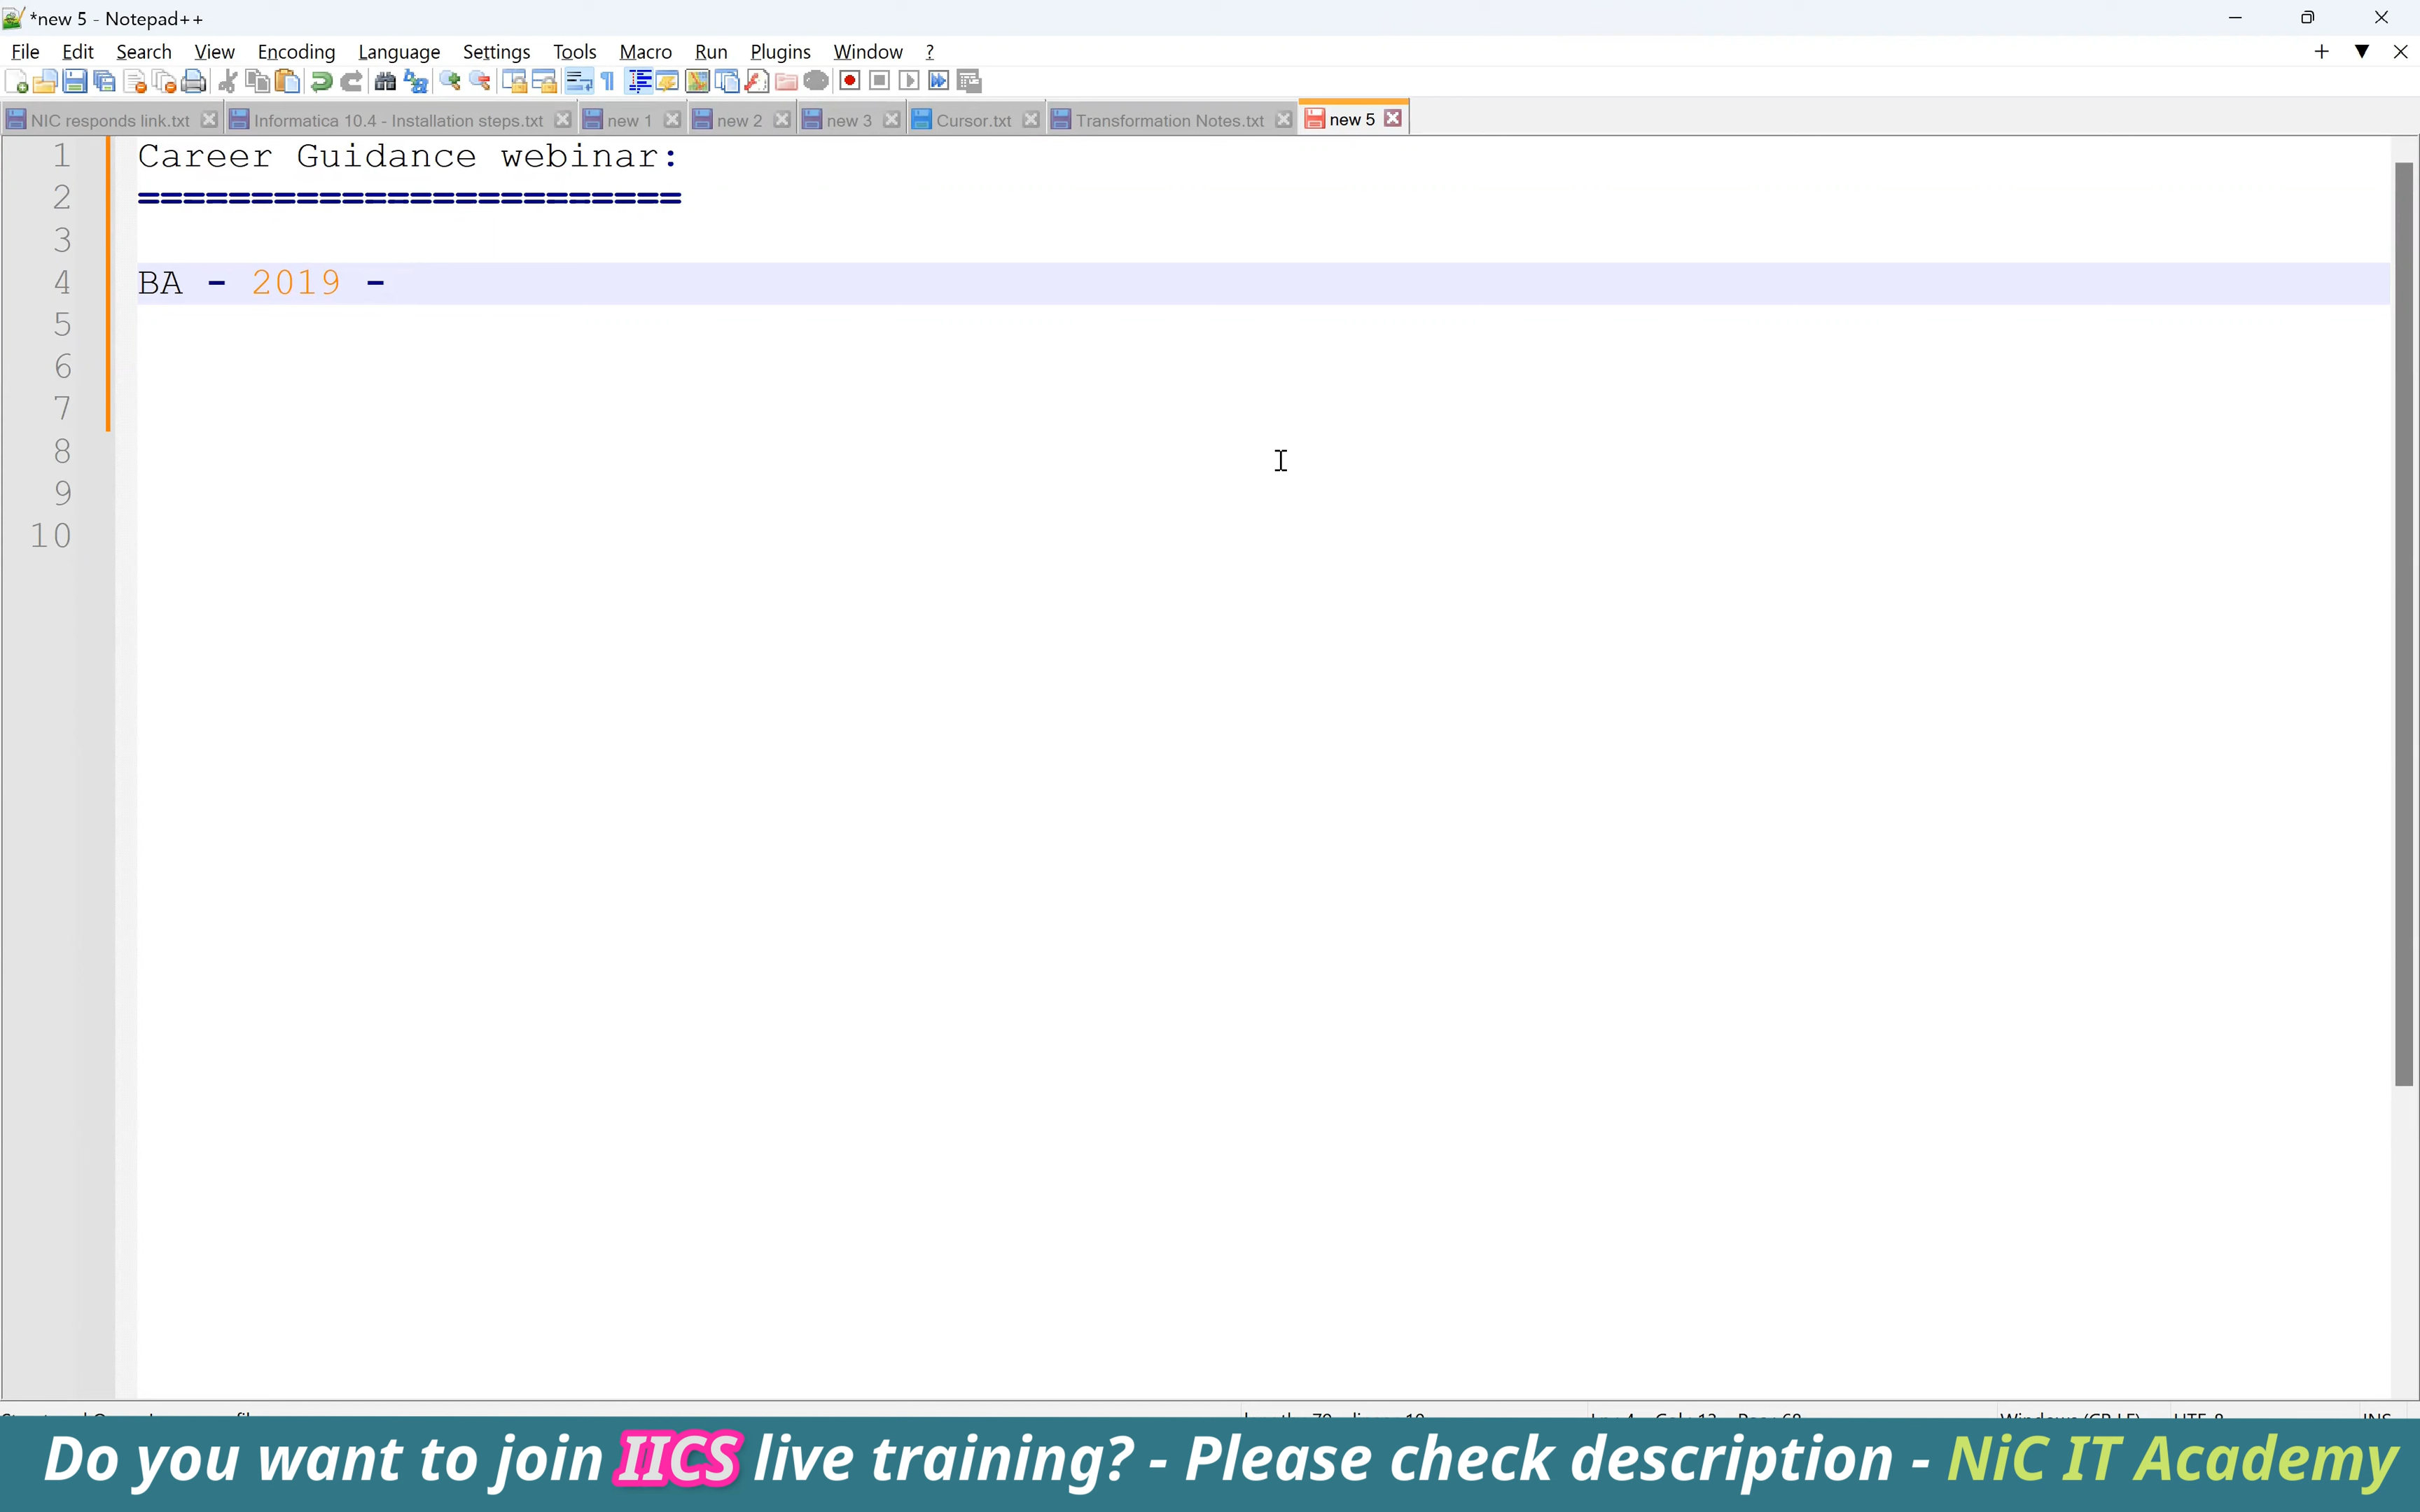 *new 5 - Notepad++
File Edit Search View Encoding Language Settings Tools Macro Run Plugins Window ?
NIC responds link.txt Informatica 10.4 - Installation steps.txt new 1 new 2 new 3 Cursor.txt Transformation Notes.txt new 5
1 Career Guidance webinar:
2 ========================
3
4 BA - 2019 -
5
6
7
8
9
10
Do you want to join IICS live training? - Please check description - NiC IT Academy